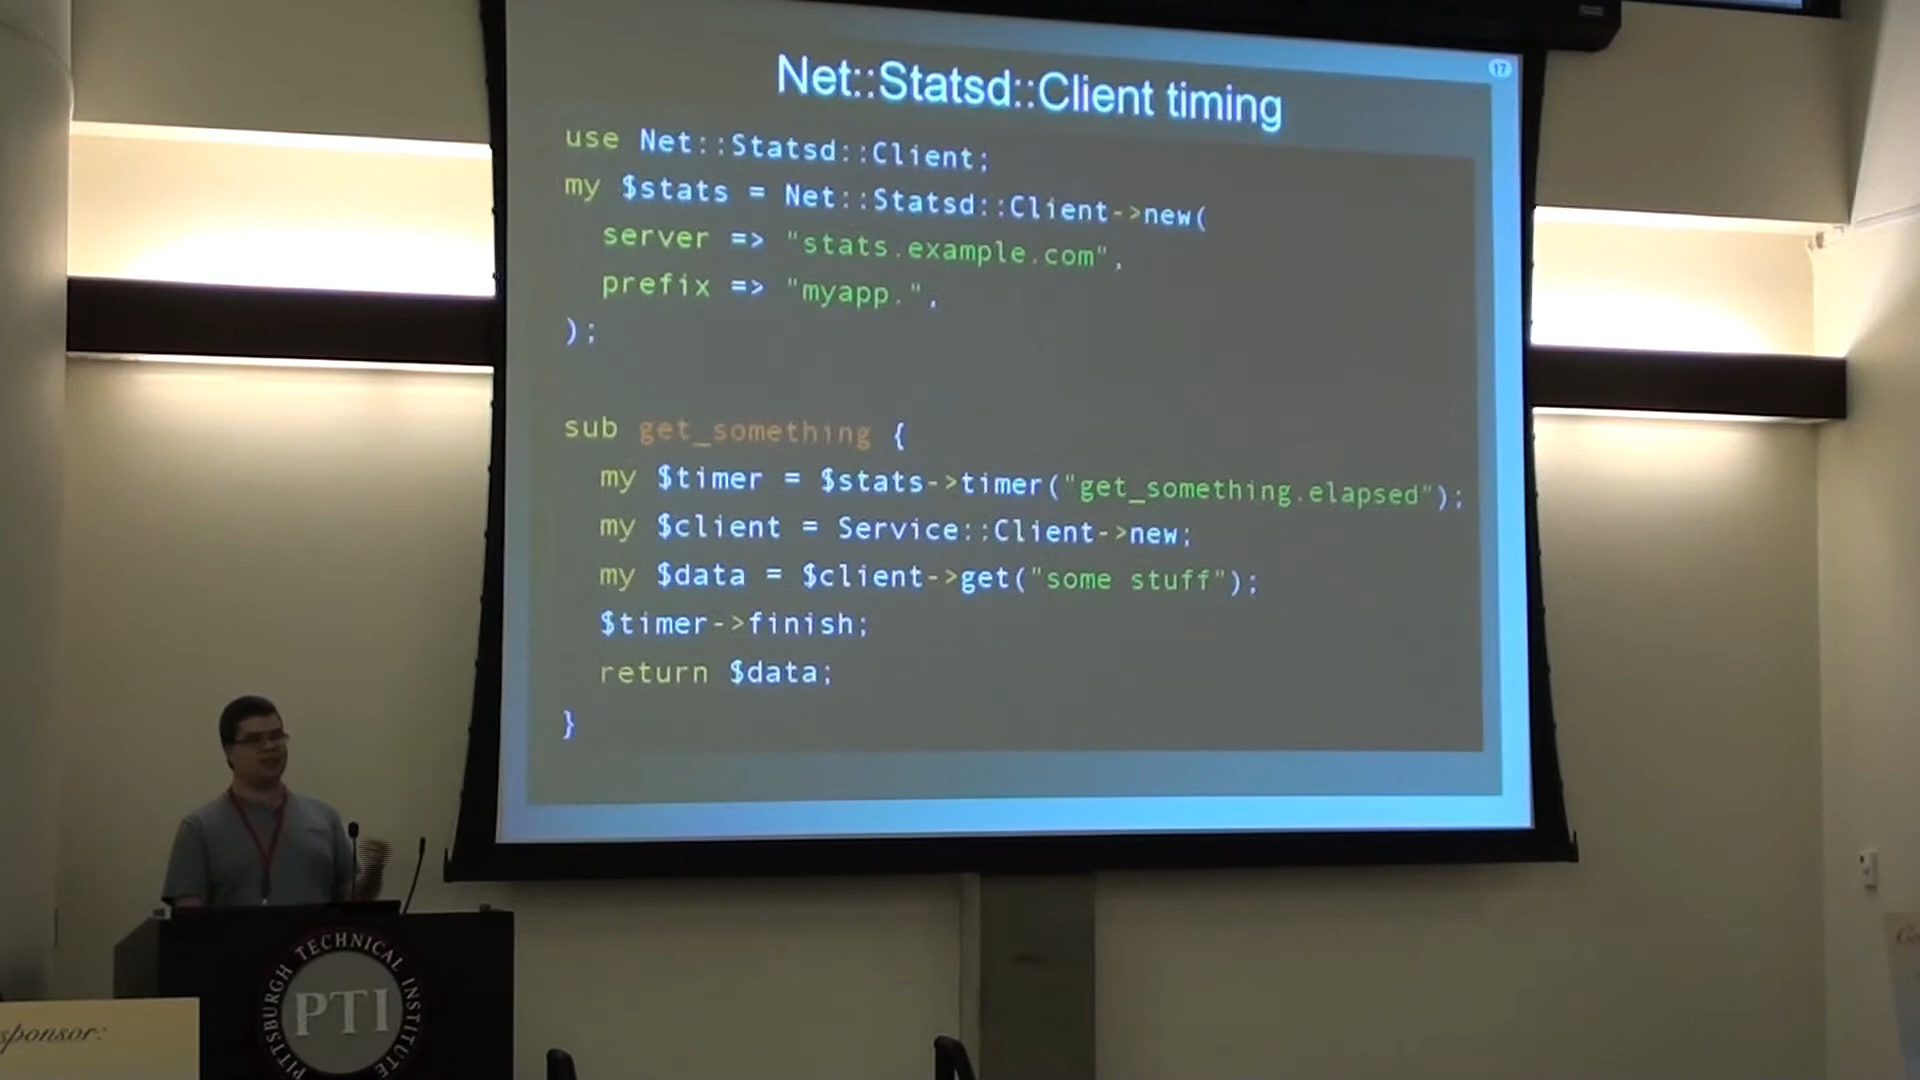 17
Net::Statsd::Client timing
use Net::Statsd::Client;
my $stats = Net::Statsd::Client->new(
  server => "stats.example.com",
  prefix => "myapp.",
);
sub get_something {
  my $timer = $stats->timer("get_something.elapsed");
  my $client = Service::Client->new;
  my $data = $client->get("some stuff");
  $timer->finish;
  return $data;
}
PITTSBURGH TECHNICAL INSTITUTE
PTI
sponsor: